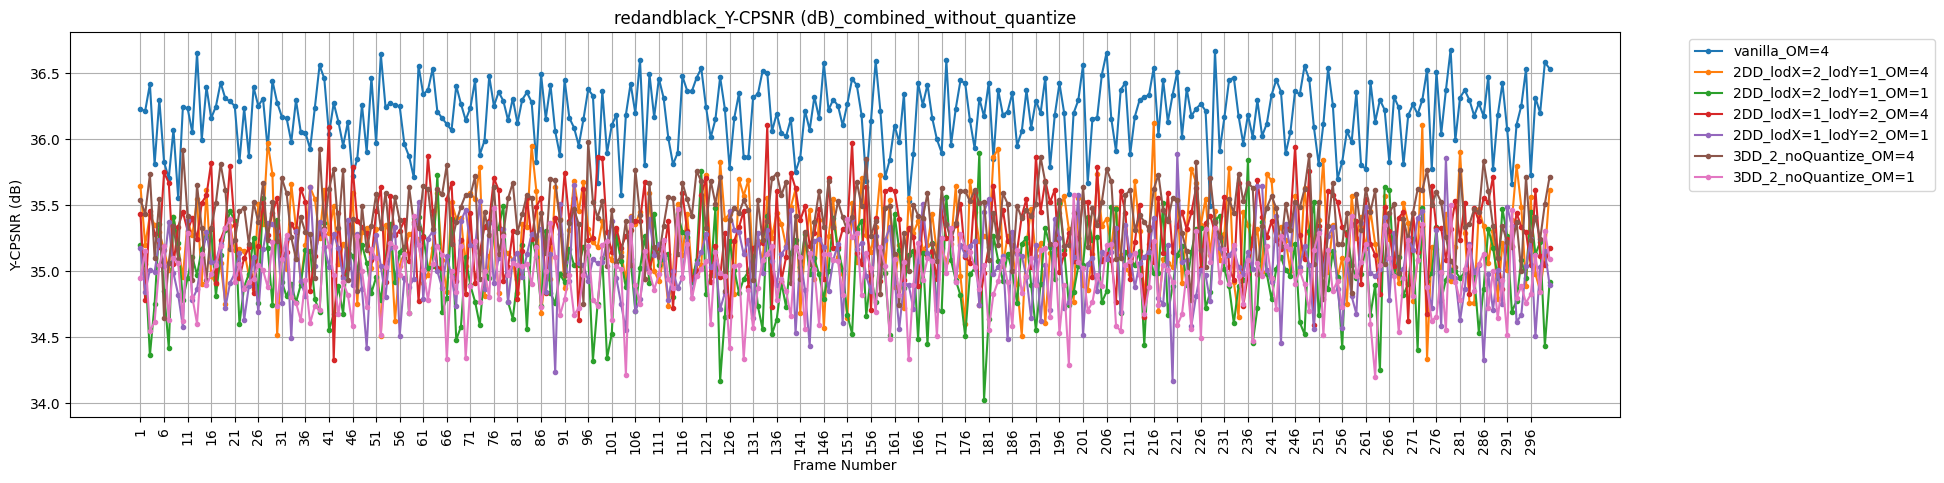 redandblack_Y-CPSNR (dB)_combined_without_quantize
Y-CPSNR (dB)
36.5
36.0
35.5
35.0
34.5
34.0
1 6 11 16 21 26 31 36 41 46 51 56 61 66 71 76 81 86 91 96 101 106 111 116 121 126 131 136 141 146 151 156 161 166 171 176 181 186 191 196 201 206 211 216 221 226 231 236 241 246 251 256 261 266 271 276 281 286 291 296
Frame Number
vanilla_OM=4
2DD_lodX=2_lodY=1_OM=4
2DD_lodX=2_lodY=1_OM=1
2DD_lodX=1_lodY=2_OM=4
2DD_lodX=1_lodY=2_OM=1
3DD_2_noQuantize_OM=4
3DD_2_noQuantize_OM=1